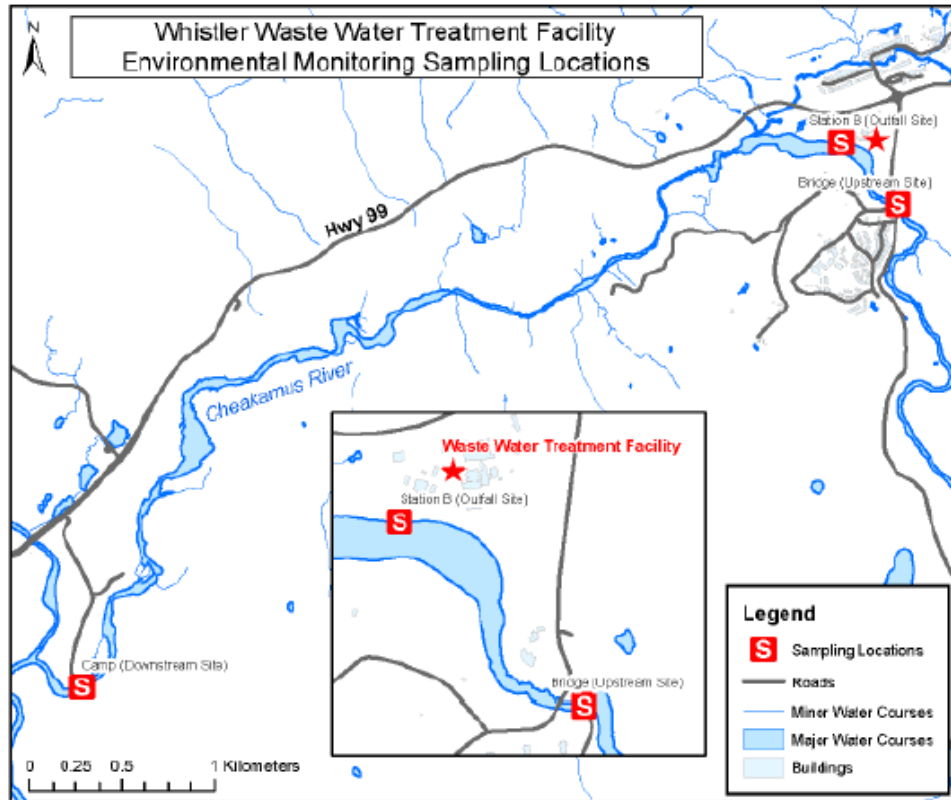 Whistler Waste Water Treatment Facility
Environmental Monitoring Sampling Locations
N
Station B (Outfall Site)
S
Bridge (Upstream Site)
S
Hwy 99
Cheakamus River
Waste Water Treatment Facility
Station B (Outfall Site)
S
Bridge (Upstream Site)
S
Camp (Downstream Site)
S
0 0.25 0.5 1 Kilometers
Legend
S Sampling Locations
Roads
Minor Water Courses
Major Water Courses
Buildings